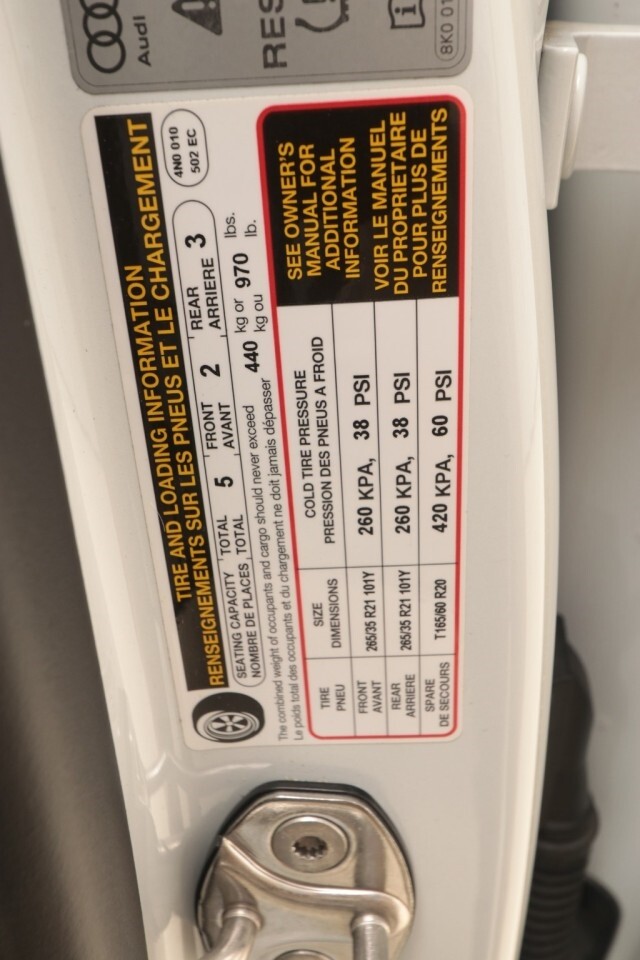 Audi
RES
8K0 01
TIRE AND LOADING INFORMATION
RENSEIGNEMENTS SUR LES PNEUS ET LE CHARGEMENT
4N0 010
502 EC
SEATING CAPACITY TOTAL 5 FRONT 2 REAR 3
NOMBRE DE PLACES TOTAL AVANT ARRIERE
The combined weight of occupants and cargo should never exceed 440 kg or 970 lbs.
Le poids total des occupants et du chargement ne doit jamais dépasser kg ou lb.
TIRE SIZE COLD TIRE PRESSURE
PNEU DIMENSIONS PRESSION DES PNEUS A FROID
FRONT
AVANT
265/35 R21 101Y 260 KPA, 38 PSI
REAR
ARRIERE
265/35 R21 101Y 260 KPA, 38 PSI
SPARE
DE SECOURS
T165/60 R20 420 KPA, 60 PSI
SEE OWNER'S
MANUAL FOR
ADDITIONAL
INFORMATION
VOIR LE MANUEL
DU PROPRIETAIRE
POUR PLUS DE
RENSEIGNEMENTS